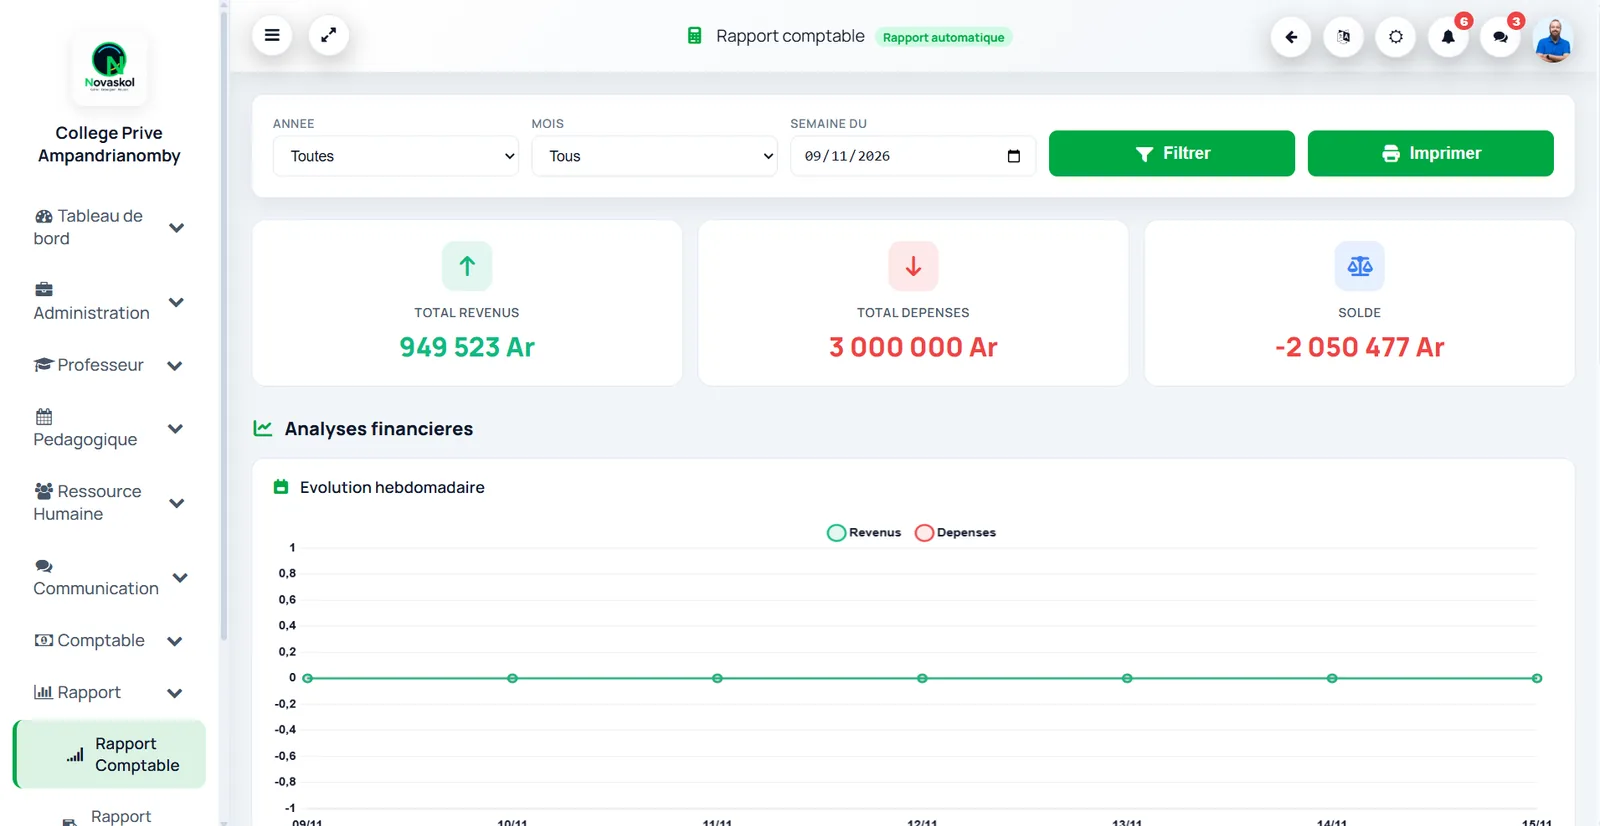 Novaskol
College Prive
Ampandrianomby
Tableau de
bord
Administration
Professeur
Pedagogique
Ressource
Humaine
Communication
Comptable
Rapport
Rapport
Comptable
Rapport
Rapport comptable
Rapport automatique
6
3
ANNEE
Toutes
MOIS
Tous
SEMAINE DU
09/11/2026
Filtrer
Imprimer
TOTAL REVENUS
949 523 Ar
TOTAL DEPENSES
3 000 000 Ar
SOLDE
-2 050 477 Ar
Analyses financieres
Evolution hebdomadaire
Revenus
Depenses
1
0,8
0,6
0,4
0,2
0
-0,2
-0,4
-0,6
-0,8
-1
09/11 10/11 11/11 12/11 13/11 14/11 15/11